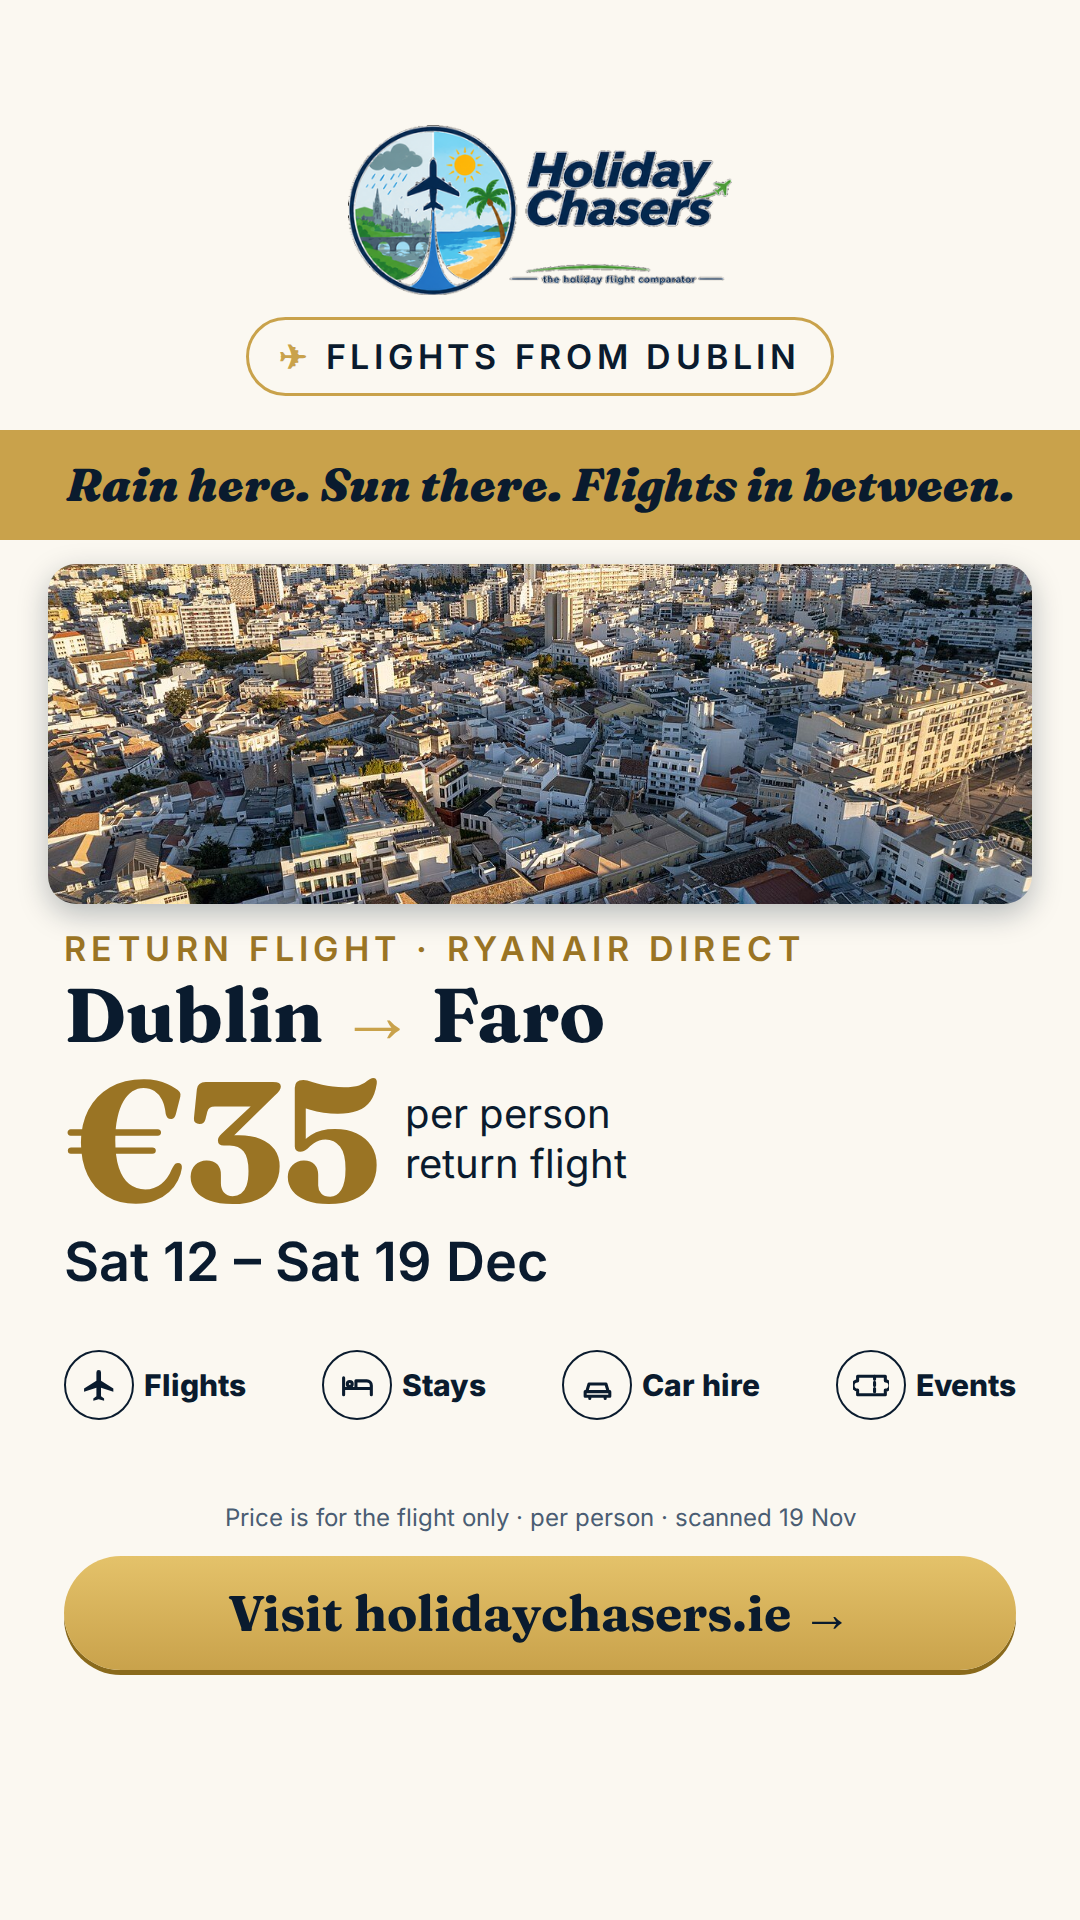 Holiday
Chasers
the holiday flight comparator
✈ FLIGHTS FROM DUBLIN
Rain here. Sun there. Flights in between.
RETURN FLIGHT · RYANAIR DIRECT
Dublin → Faro
€35
per person
return flight
Sat 12 – Sat 19 Dec
Flights
Stays
Car hire
Events
Price is for the flight only · per person · scanned 19 Nov
Visit holidaychasers.ie →